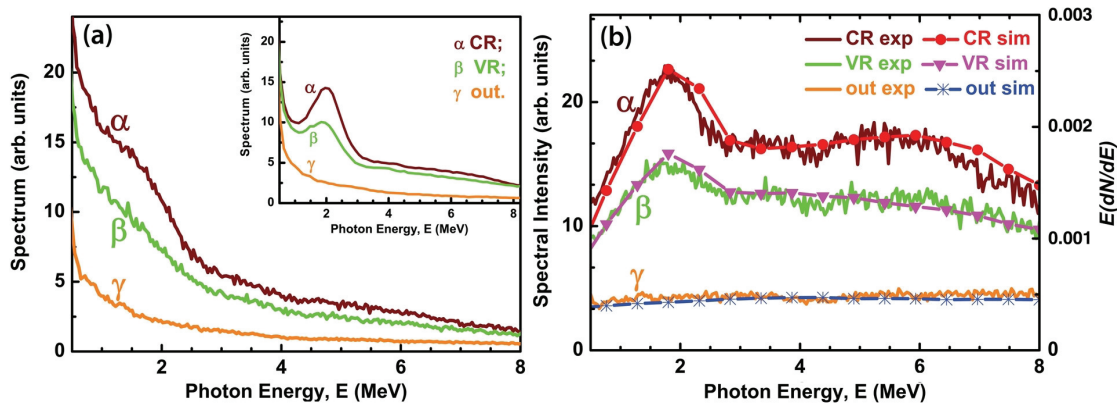 (a)
α CR;
β VR;
γ out.
Spectrum (arb. units)
25
20
15
10
5
0
α
β
γ
2
4
6
8
Photon Energy, E (MeV)
20
15
10
5
0
α
β
γ
2
4
6
8
Photon Energy, E (MeV)
Spectrum (arb. units)
(b)
CR exp
CR sim
VR exp
VR sim
out exp
out sim
20
10
0
α
β
γ
2
4
6
8
Photon Energy, E (MeV)
Spectral Intensity (arb. units)
0.003
0.002
0.001
0
E(dN/dE)